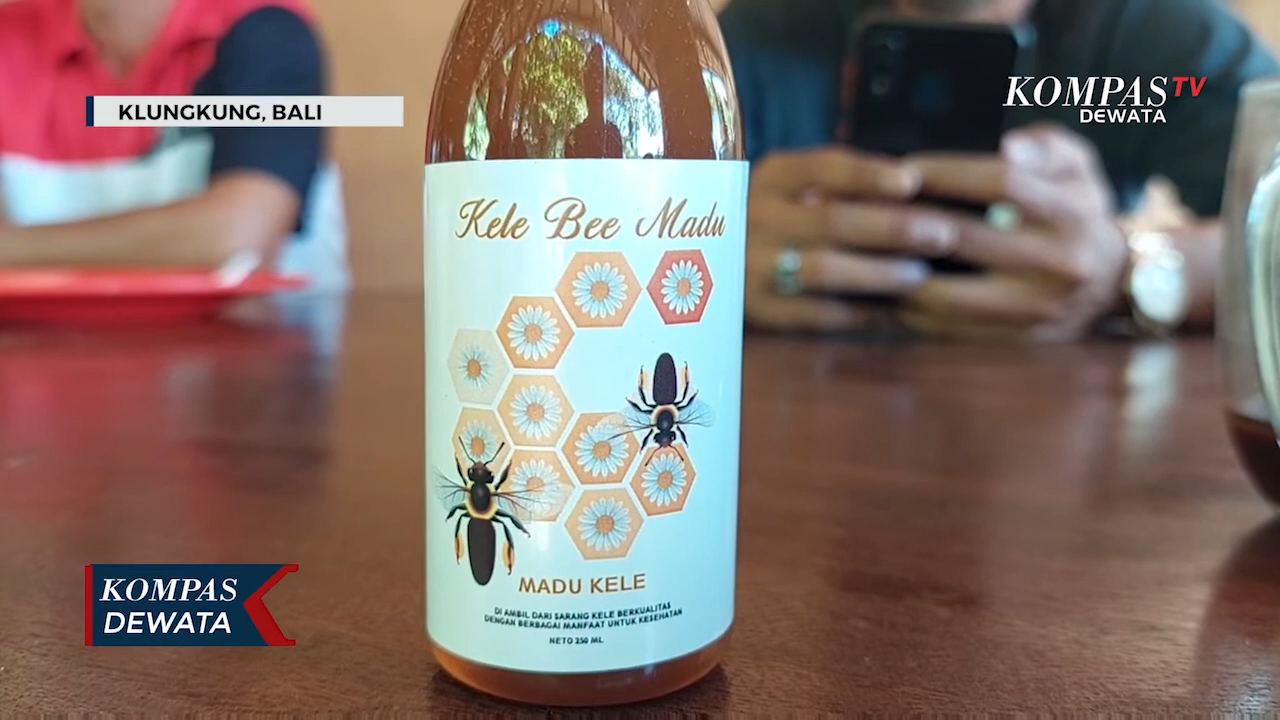 KLUNGKUNG, BALI
KOMPAS TV
DEWATA
Kele Bee Madu
MADU KELE
DI AMBIL DARI SARANG KELE BERKUALITAS
DENGAN BERBAGAI MANFAAT UNTUK KESEHATAN
NETO 250 ML
KOMPAS
DEWATA